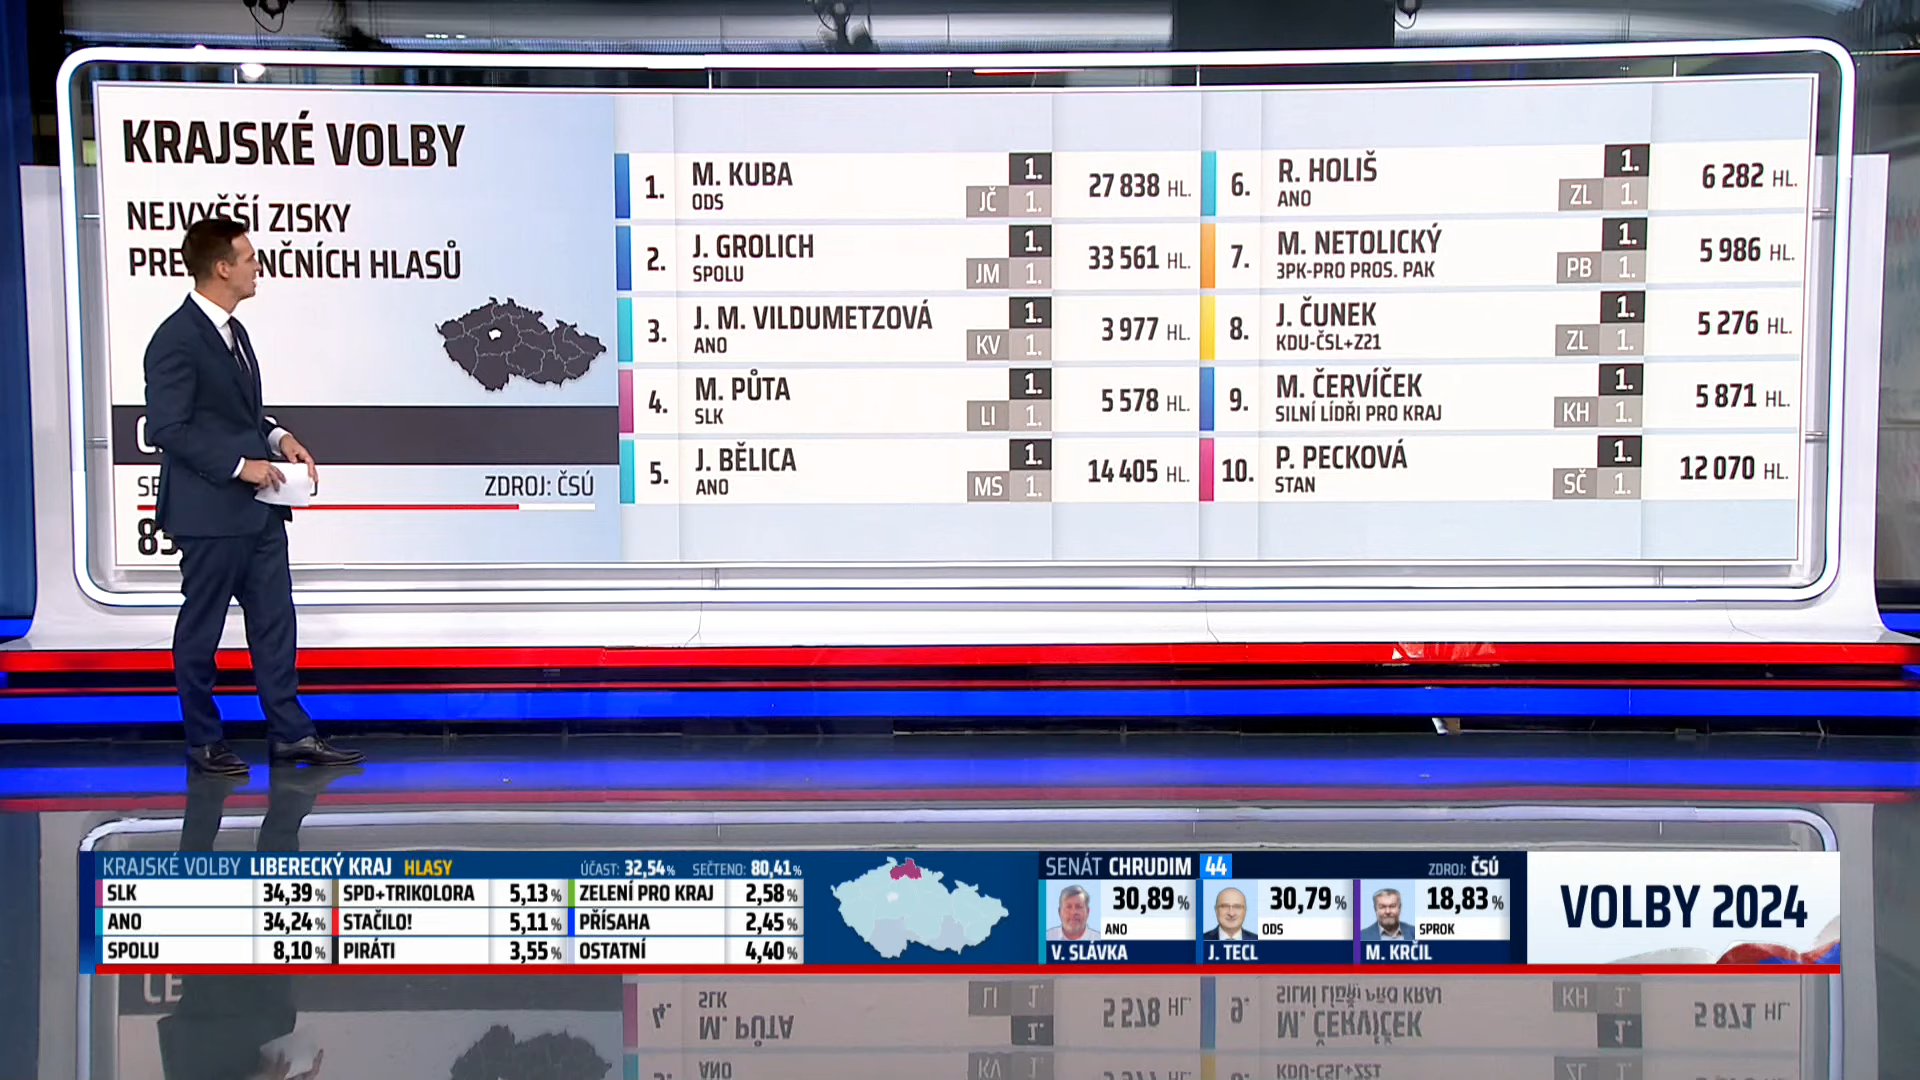 KRAJSKÉ VOLBY
NEJVYŠŠÍ ZISKY
HLASŮ
ZDROJ: ČSÚ
1. M. KUBA ODS 1. JČ 1. 27 838 HL.
2. J. GROLICH SPOLU 1. JM 1. 33 561 HL.
3. J. M. VILDUMETZOVÁ ANO 1. KV 1. 3 977 HL.
4. M. PŮTA SLK 1. LI 1. 5 578 HL.
5. J. BĚLICA ANO 1. MS 1. 14 405 HL.
6. R. HOLIŠ ANO 1. ZL 1. 6 282 HL.
7. M. NETOLICKÝ 3PK-PRO PROS. PAK 1. PB 1. 5 986 HL.
8. J. ČUNEK KDU-ČSL+Z21 1. ZL 1. 5 276 HL.
9. M. ČERVÍČEK SILNÍ LÍDŘI PRO KRAJ 1. KH 1. 5 871 HL.
10. P. PECKOVÁ STAN 1. SČ 1. 12 070 HL.
KRAJSKÉ VOLBY LIBERECKÝ KRAJ HLASY ÚČAST: 32,54% SEČTENO: 80,41%
SLK 34,39% SPD+TRIKOLORA 5,13% ZELENÍ PRO KRAJ 2,58%
ANO 34,24% STAČILO! 5,11% PŘÍSAHA 2,45%
SPOLU 8,10% PIRÁTI 3,55% OSTATNÍ 4,40%
SENÁT CHRUDIM 44 ZDROJ: ČSÚ
30,89% ANO V. SLÁVKA
30,79% ODS J. TECL
18,83% SPROK M. KRČIL
VOLBY 2024